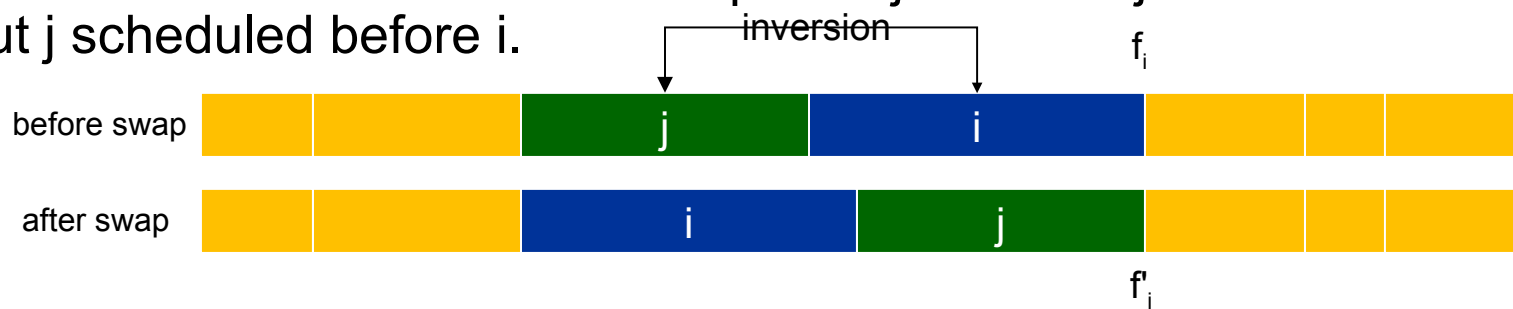 inversion
ut j scheduled before i.
fᵢ
before swap
j i
after swap
i j
f'ᵢ